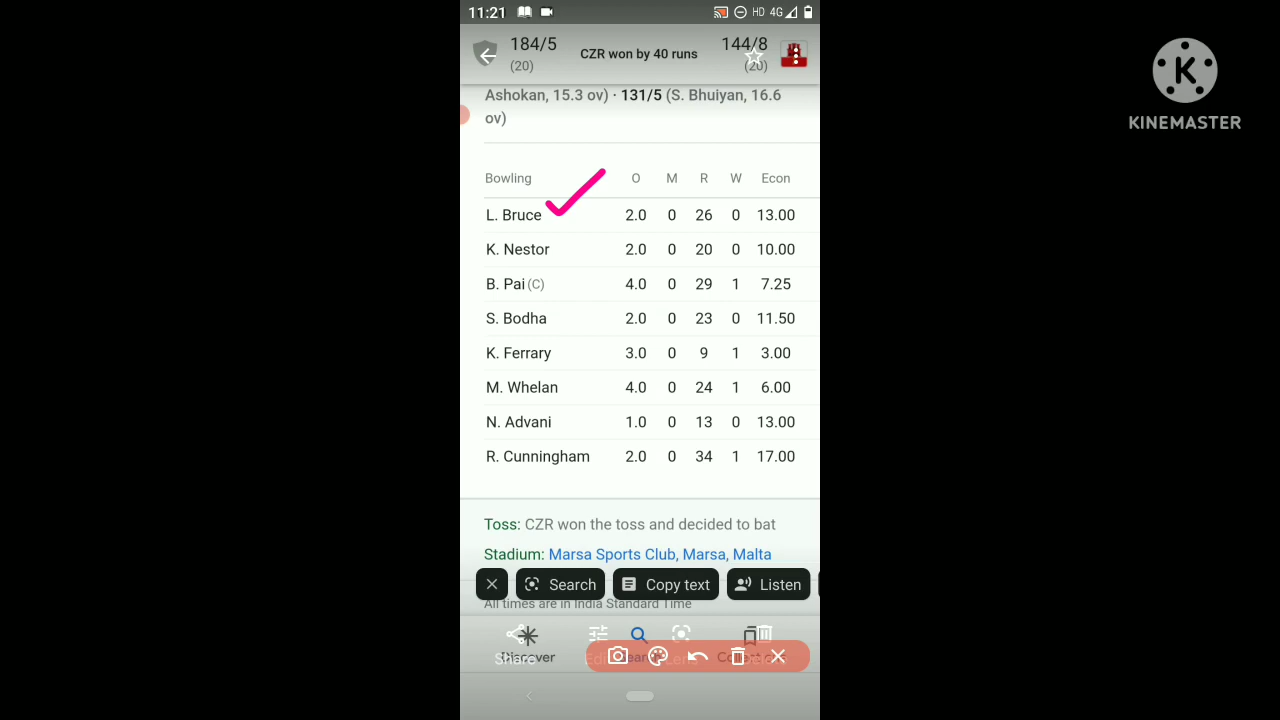 11:21 HD 4G
184/5 CZR won by 40 runs 144/8
(20) (20)
Ashokan, 15.3 ov) · 131/5 (S. Bhuiyan, 16.6
ov)
Bowling O M R W Econ
L. Bruce 2.0 0 26 0 13.00
K. Nestor 2.0 0 20 0 10.00
B. Pai (C) 4.0 0 29 1 7.25
S. Bodha 2.0 0 23 0 11.50
K. Ferrary 3.0 0 9 1 3.00
M. Whelan 4.0 0 24 1 6.00
N. Advani 1.0 0 13 0 13.00
R. Cunningham 2.0 0 34 1 17.00
Toss: CZR won the toss and decided to bat
Stadium: Marsa Sports Club, Marsa, Malta
Search Copy text Listen
All times are in India Standard Time
Share Discover
K
KINEMASTER